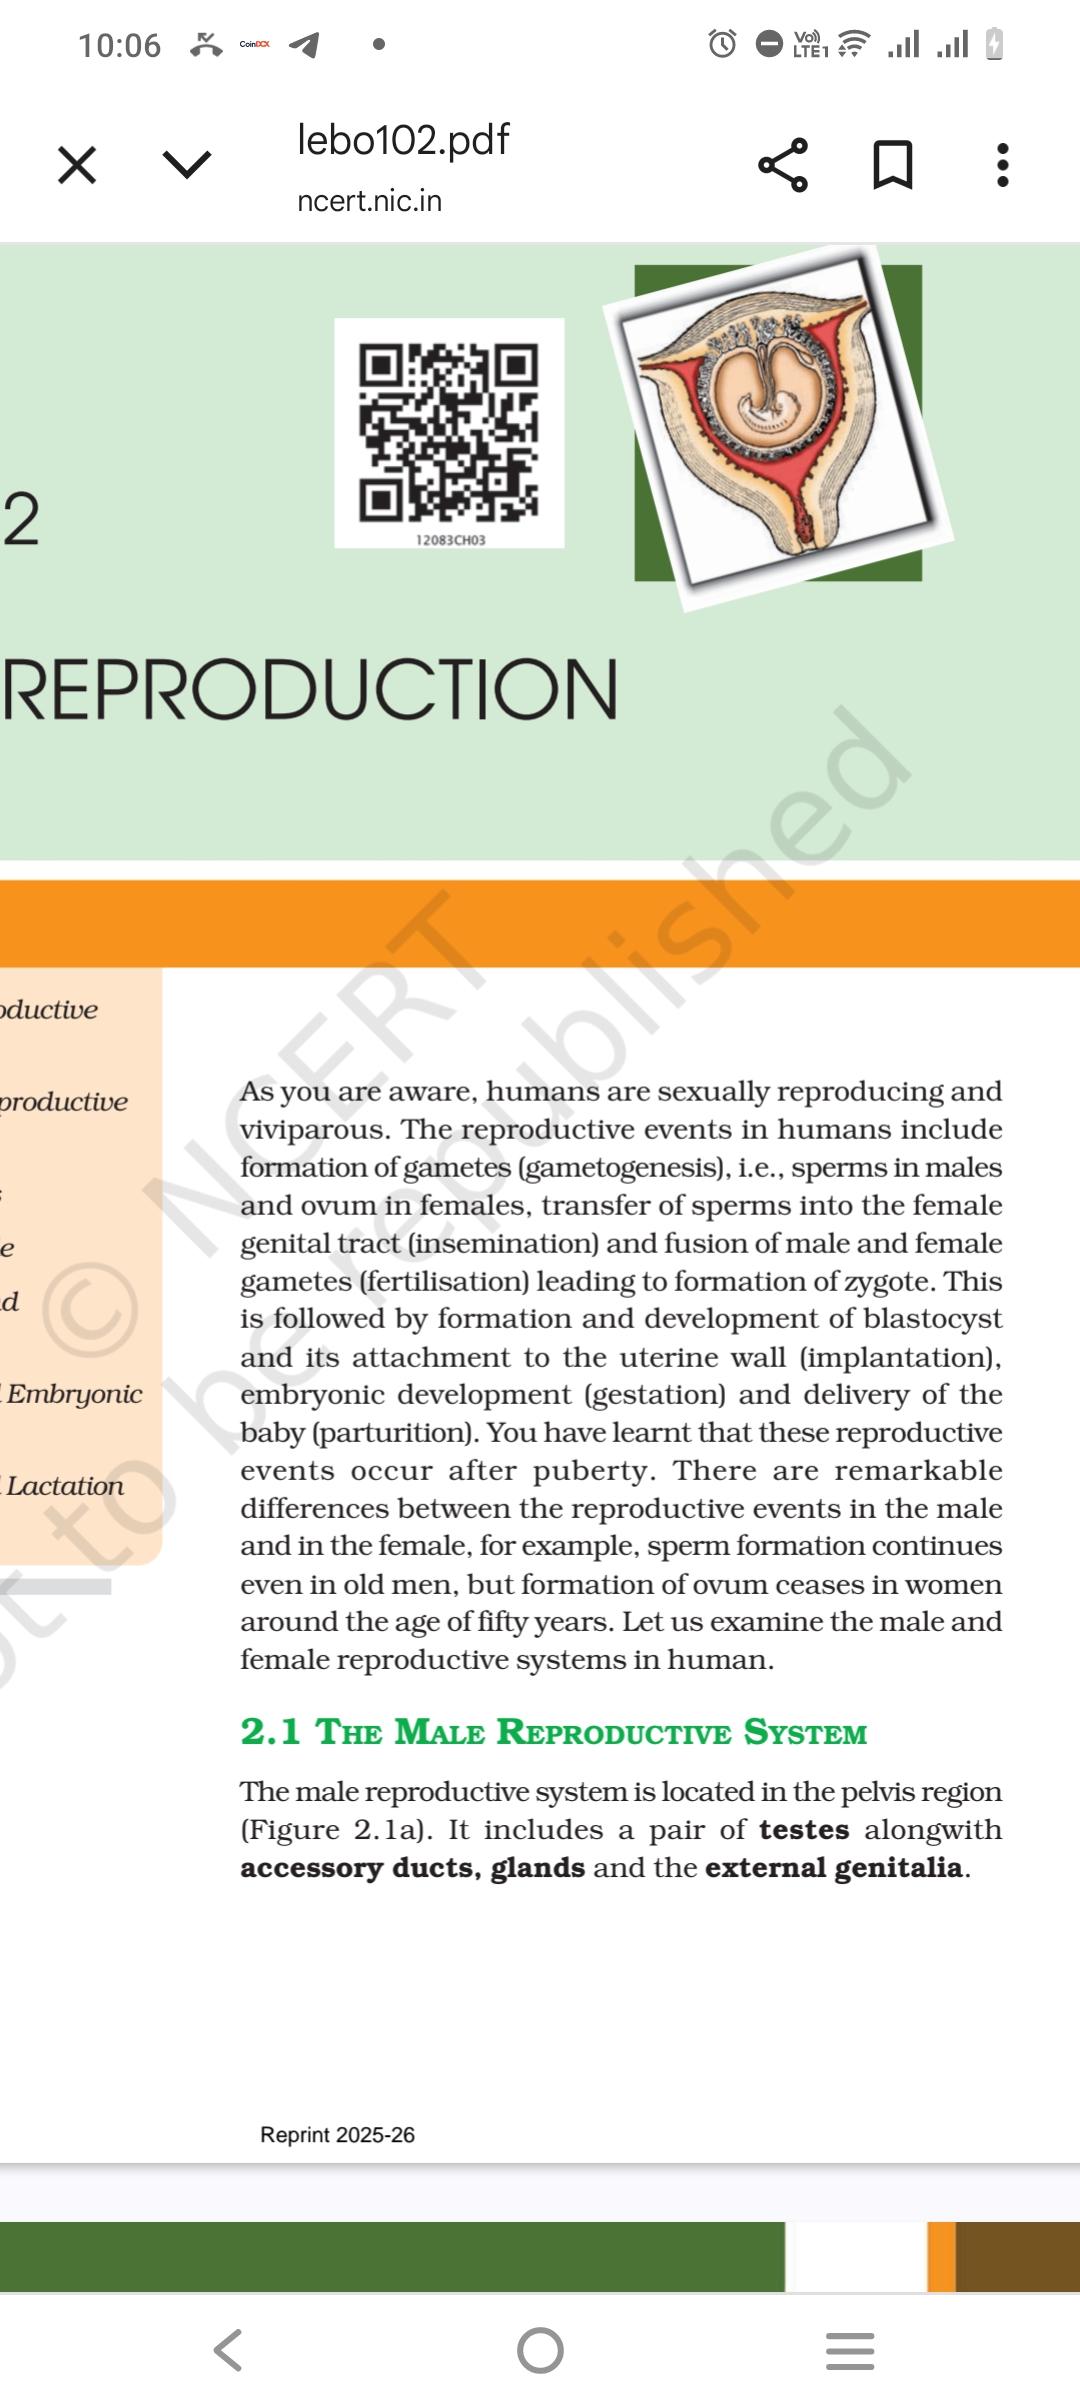 10:06
CoinDCX
Vo)) LTE1
lebo102.pdf
ncert.nic.in
12083CH03
2
REPRODUCTION
oductive
productive
s
e
d
Embryonic
Lactation
As you are aware, humans are sexually reproducing and
viviparous. The reproductive events in humans include
formation of gametes (gametogenesis), i.e., sperms in males
and ovum in females, transfer of sperms into the female
genital tract (insemination) and fusion of male and female
gametes (fertilisation) leading to formation of zygote. This
is followed by formation and development of blastocyst
and its attachment to the uterine wall (implantation),
embryonic development (gestation) and delivery of the
baby (parturition). You have learnt that these reproductive
events occur after puberty. There are remarkable
differences between the reproductive events in the male
and in the female, for example, sperm formation continues
even in old men, but formation of ovum ceases in women
around the age of fifty years. Let us examine the male and
female reproductive systems in human.
2.1 THE MALE REPRODUCTIVE SYSTEM
The male reproductive system is located in the pelvis region
(Figure 2.1a). It includes a pair of testes alongwith
accessory ducts, glands and the external genitalia.
© NCERT
ot to be republished
Reprint 2025-26